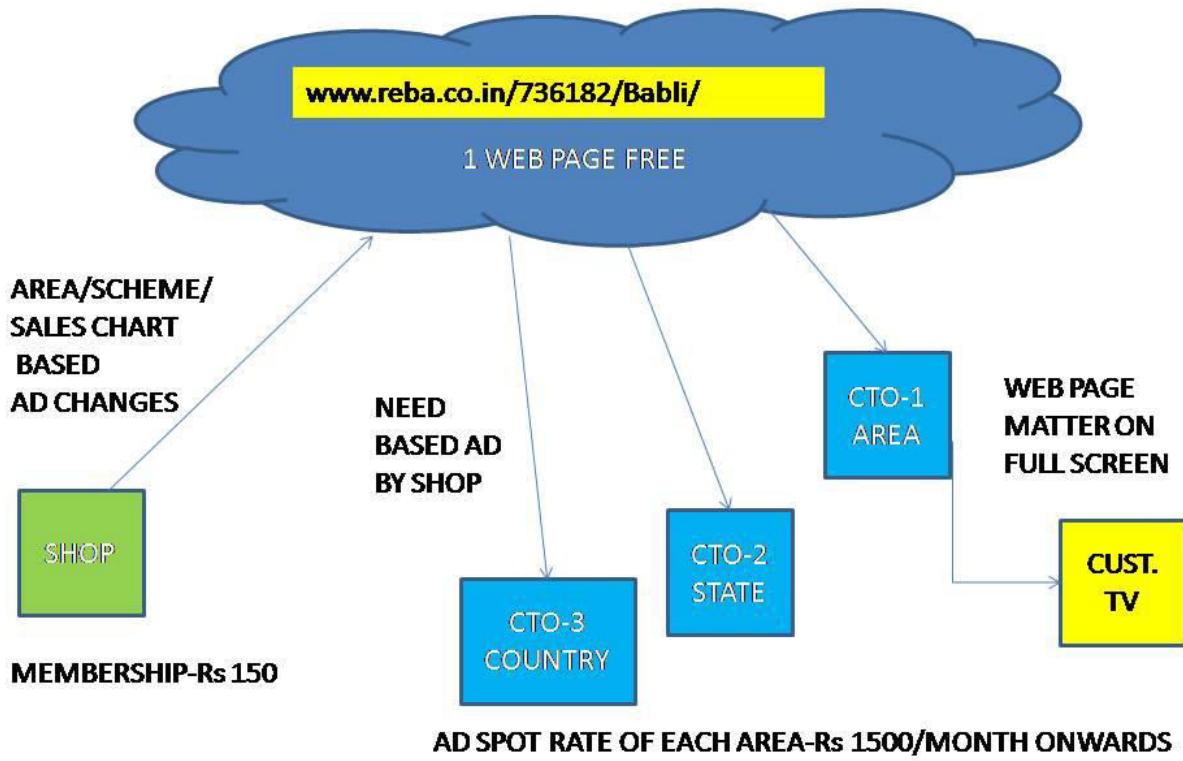 www.reba.co.in/736182/Babli/
1 WEB PAGE FREE
AREA/SCHEME/
SALES CHART
BASED
AD CHANGES
NEED
BASED AD
BY SHOP
CTO-1
AREA
WEB PAGE
MATTER ON
FULL SCREEN
SHOP
CTO-2
STATE
CUST.
TV
CTO-3
COUNTRY
MEMBERSHIP-Rs 150
AD SPOT RATE OF EACH AREA-Rs 1500/MONTH ONWARDS